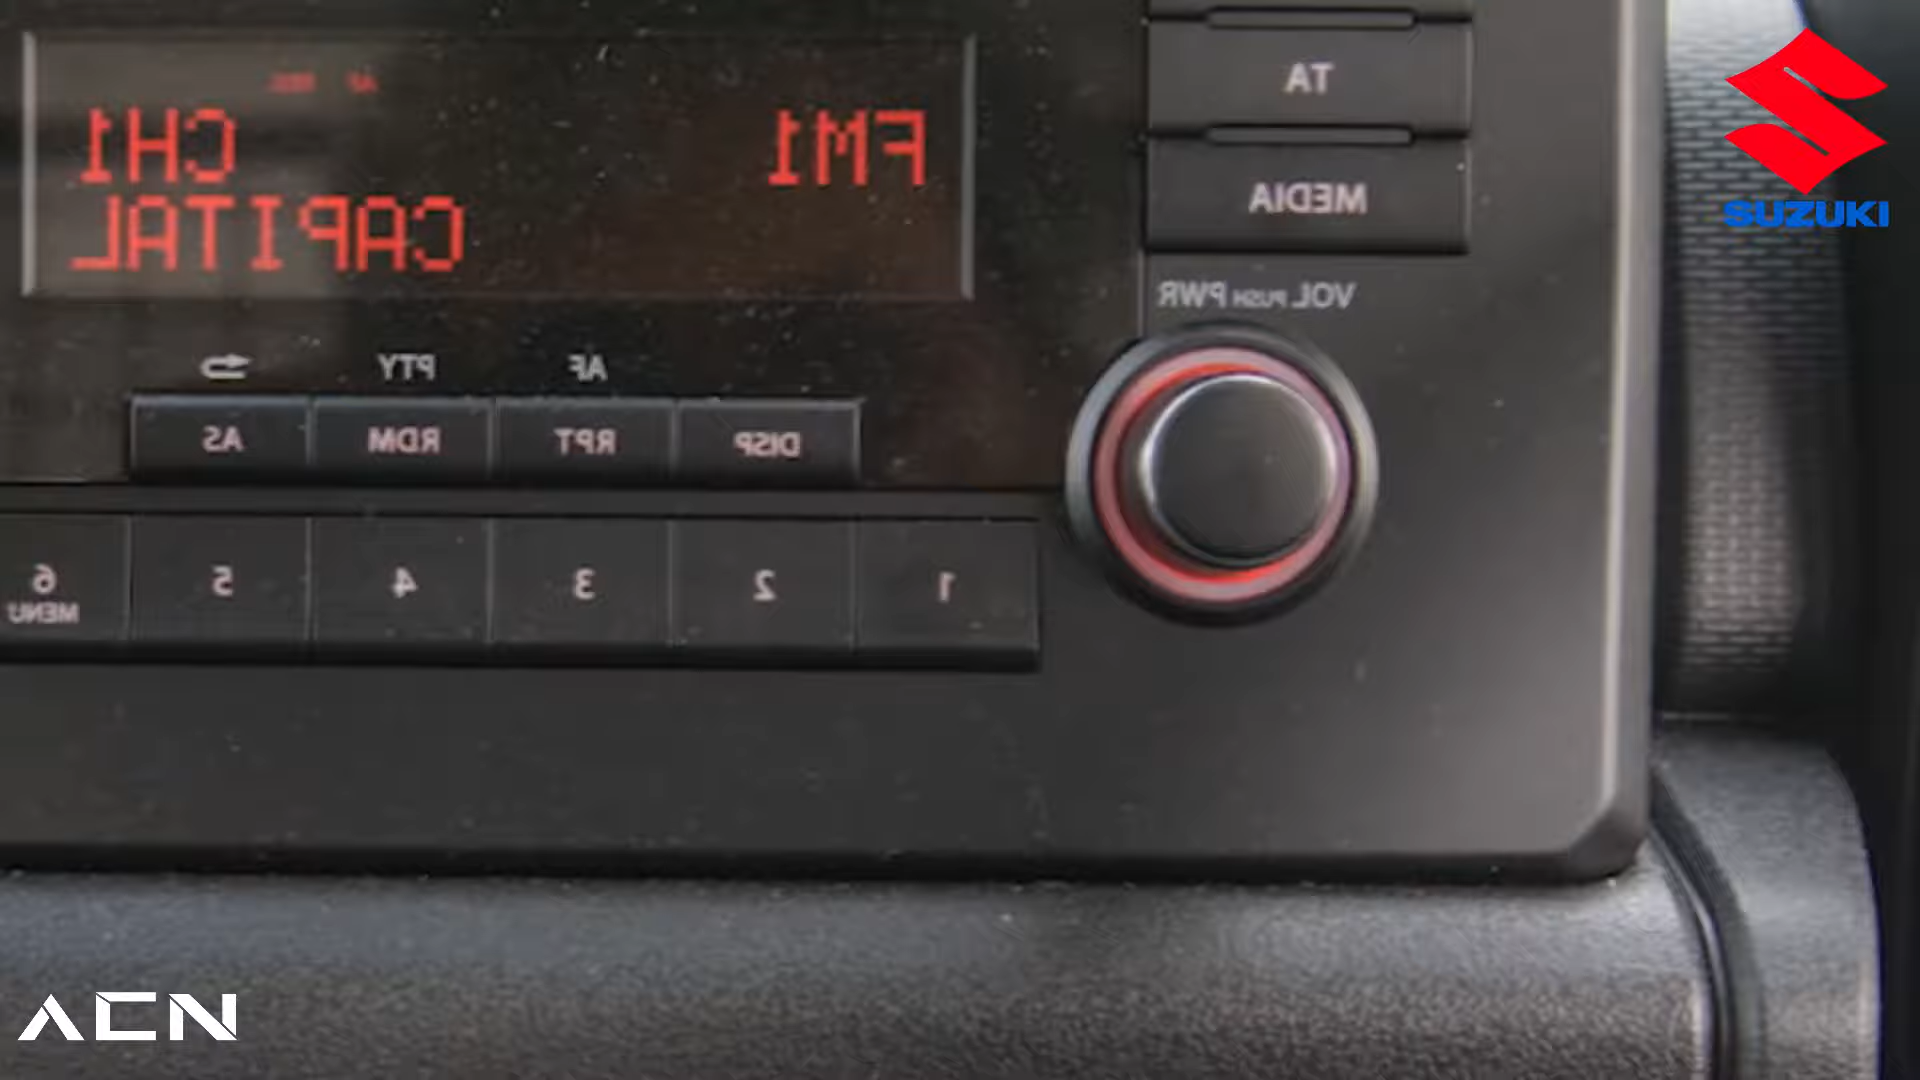 FM1 CH1
CAPITAL
TA
MEDIA
VOL PUSH PWR
AF
PTY
DISP
RPT
RDM
AS
1
2
3
4
5
6
MENU
SUZUKI
ACN